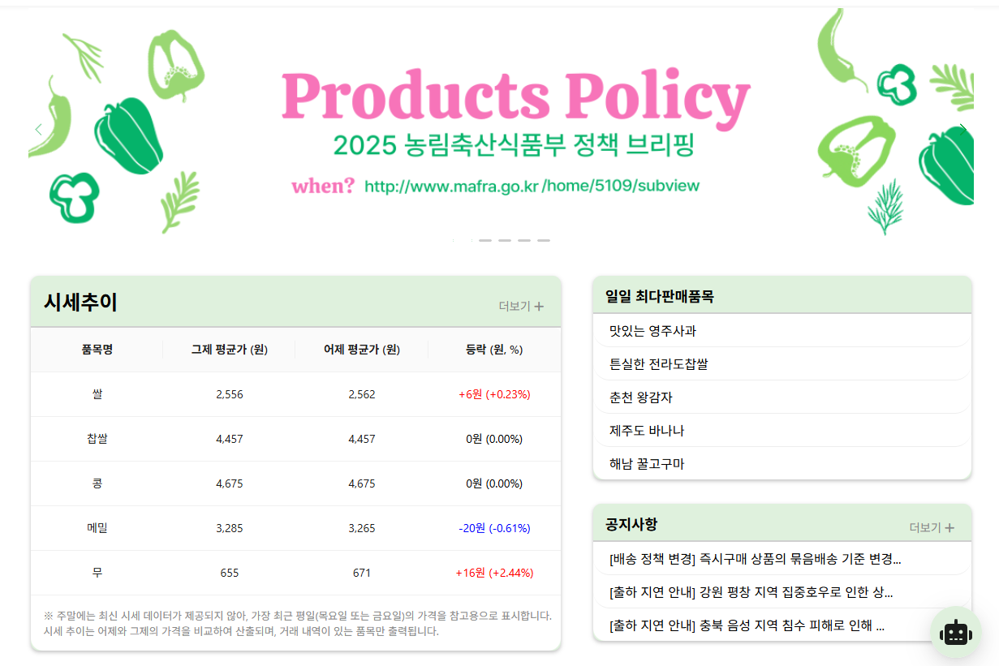 Products Policy
2025 농림축산식품부 정책 브리핑
when? http://www.mafra.go.kr/home/5109/subview
시세추이 더보기 +
품목명 그제 평균가 (원) 어제 평균가 (원) 등락 (원, %)
쌀 2,556 2,562 +6원 (+0.23%)
찹쌀 4,457 4,457 0원 (0.00%)
콩 4,675 4,675 0원 (0.00%)
메밀 3,285 3,265 -20원 (-0.61%)
무 655 671 +16원 (+2.44%)
※ 주말에는 최신 시세 데이터가 제공되지 않아, 가장 최근 평일(목요일 또는 금요일)의 가격을 참고용으로 표시합니다.
시세 추이는 어제와 그제의 가격을 비교하여 산출되며, 거래 내역이 있는 품목만 출력됩니다.
일일 최다판매품목
맛있는 영주사과
튼실한 전라도찹쌀
춘천 왕감자
제주도 바나나
해남 꿀고구마
공지사항 더보기 +
[배송 정책 변경] 즉시구매 상품의 묶음배송 기준 변경...
[출하 지연 안내] 강원 평창 지역 집중호우로 인한 상...
[출하 지연 안내] 충북 음성 지역 침수 피해로 인해 ...